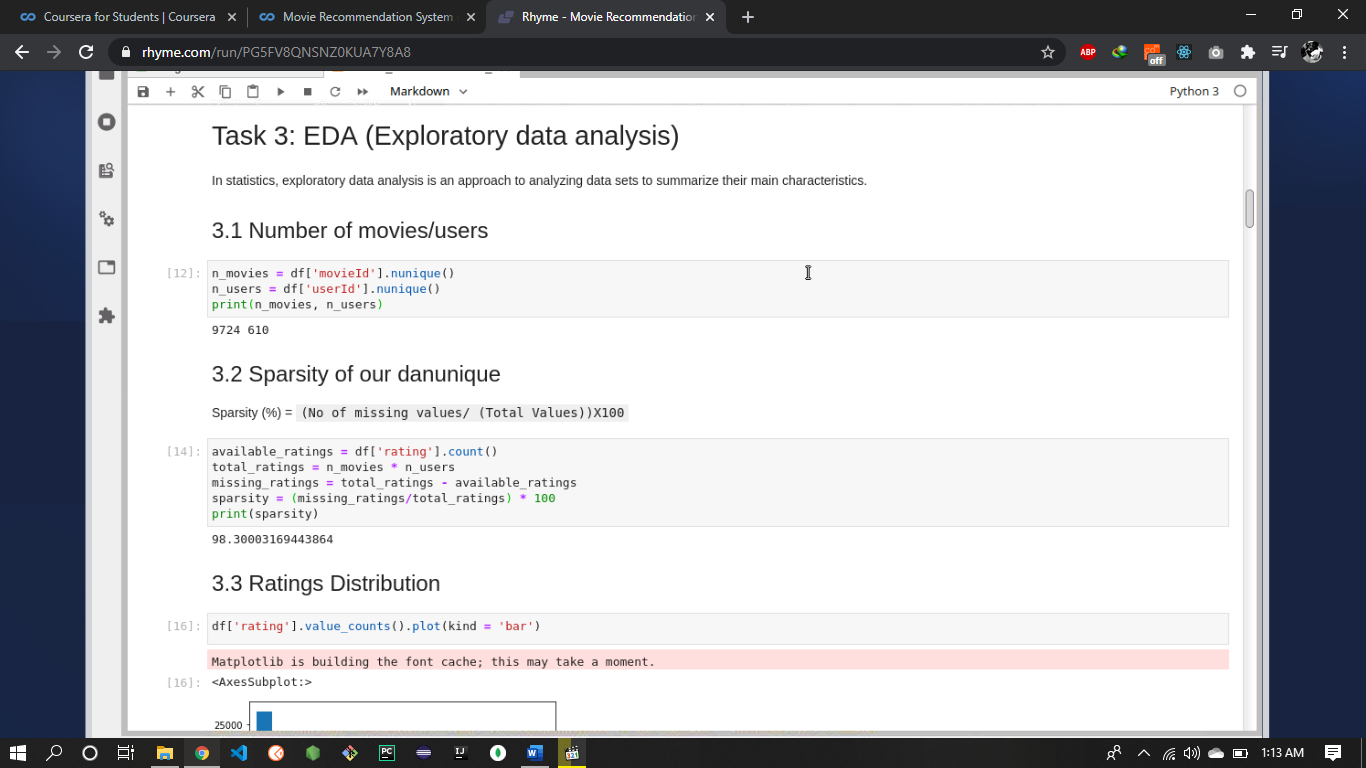 Coursera for Students | Coursera
Movie Recommendation System
Rhyme - Movie Recommendation
rhyme.com/run/PG5FV8QNSNZ0KUA7Y8A8
ABP
off
Markdown
Python 3
Task 3: EDA (Exploratory data analysis)
In statistics, exploratory data analysis is an approach to analyzing data sets to summarize their main characteristics.
3.1 Number of movies/users
[12]:
n_movies = df['movieId'].nunique()
n_users = df['userId'].nunique()
print(n_movies, n_users)
9724 610
3.2 Sparsity of our danunique
Sparsity (%) = (No of missing values/ (Total Values))X100
[14]:
available_ratings = df['rating'].count()
total_ratings = n_movies * n_users
missing_ratings = total_ratings - available_ratings
sparsity = (missing_ratings/total_ratings) * 100
print(sparsity)
98.30003169443864
3.3 Ratings Distribution
[16]:
df['rating'].value_counts().plot(kind = 'bar')
Matplotlib is building the font cache; this may take a moment.
[16]: <AxesSubplot:>
25000
PC
IJ
W
1:13 AM